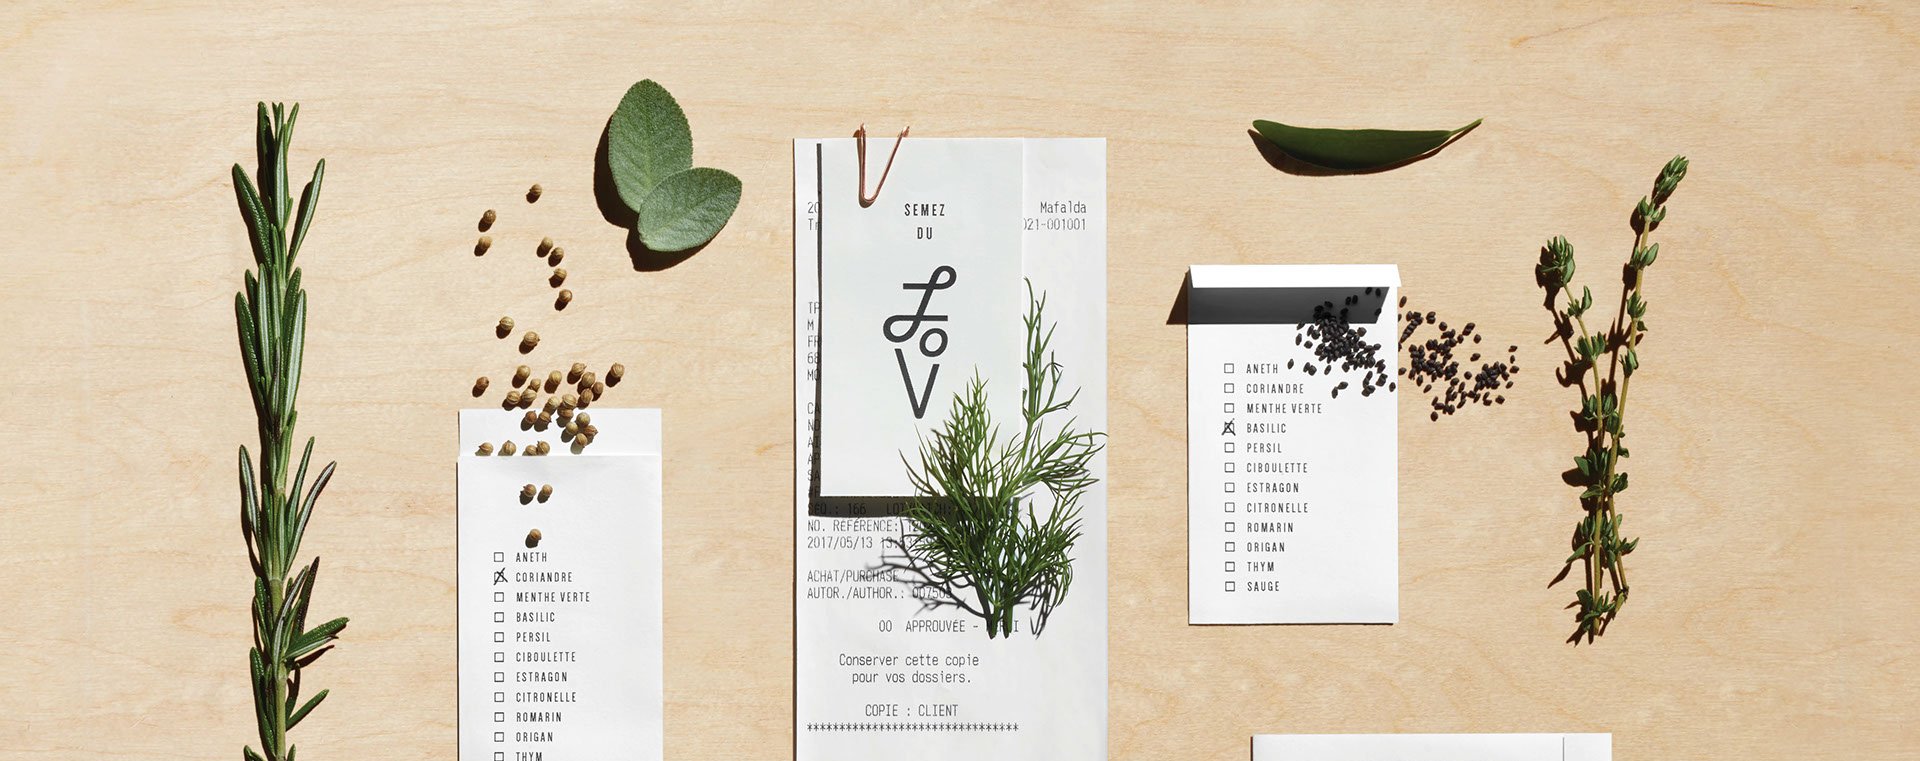 ANETH
CORIANDRE
MENTHE VERTE
BASILIC
PERSIL
CIBOULETTE
ESTRAGON
CITRONELLE
ROMARIN
ORIGAN
THYM
SEMEZ
DU
LOV
Mafalda
021-001001
NO. RÉFÉRENCE:
2017/05/13
ACHAT/PURCHASE
AUTOR./AUTHOR.:
00 APPROUVÉE -
Conserver cette copie
pour vos dossiers.
COPIE : CLIENT
*********************************
ANETH
CORIANDRE
MENTHE VERTE
BASILIC
PERSIL
CIBOULETTE
ESTRAGON
CITRONELLE
ROMARIN
ORIGAN
THYM
SAUGE